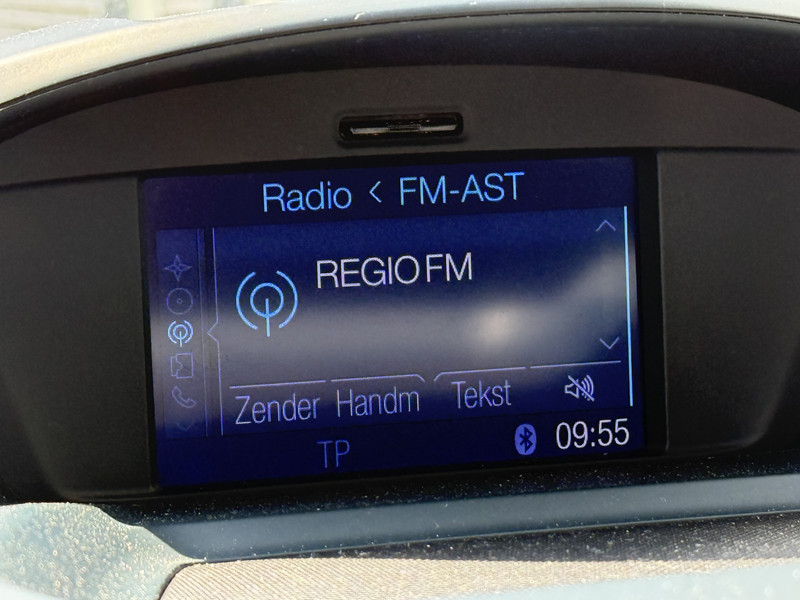 Radio < FM-AST
REGIO FM
Zender Handm Tekst
TP 09:55